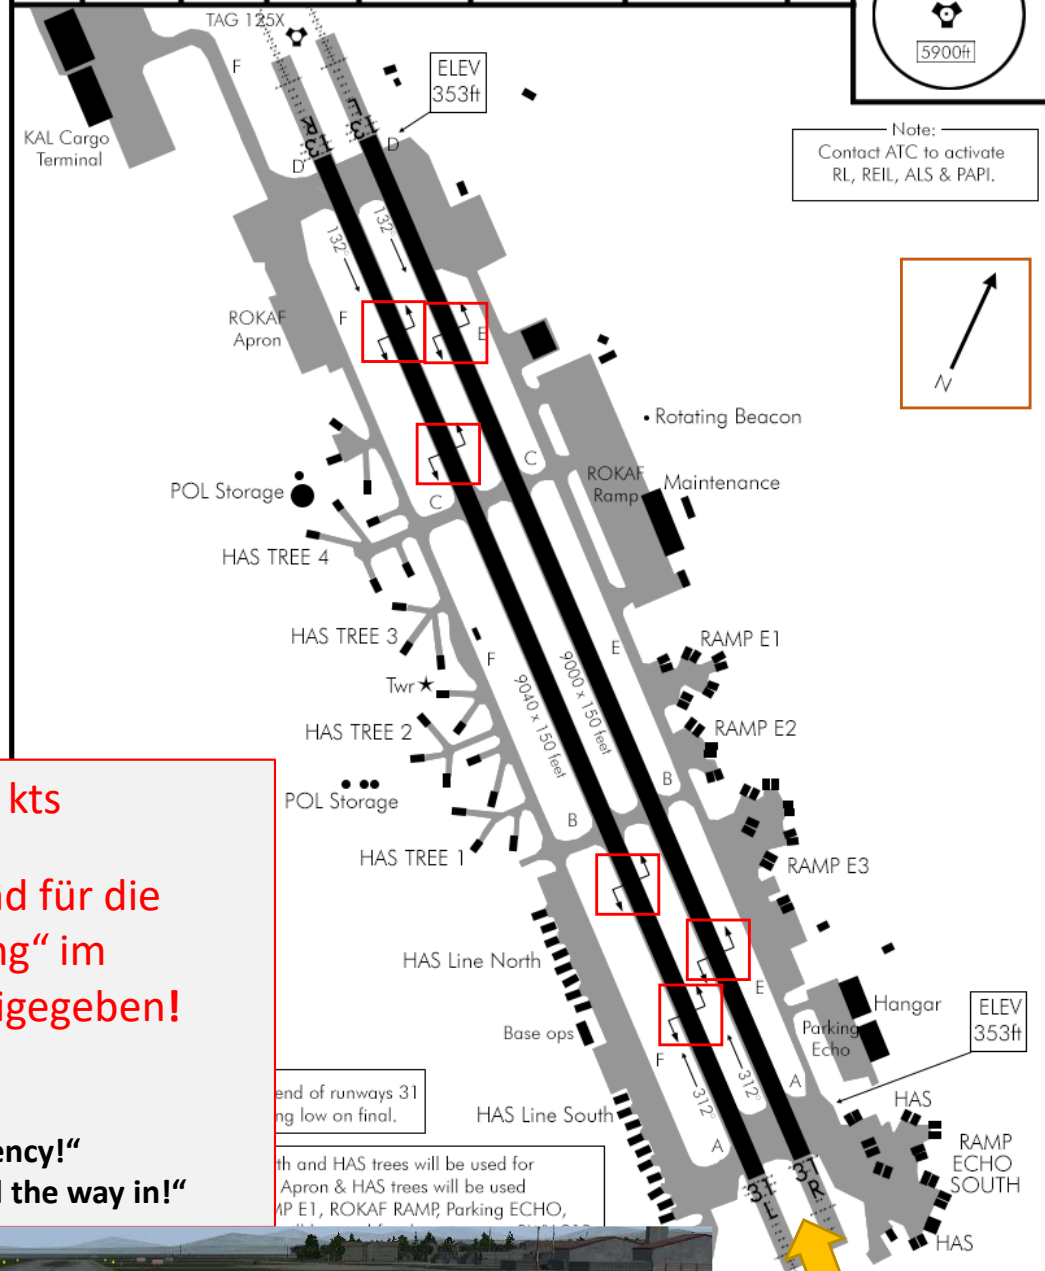 TAG 125X
F
ELEV
353ft
5900ft
KAL Cargo
Terminal
13
R
13
L
D
D
Note:
Contact ATC to activate
RL, REIL, ALS & PAPI.
132°
132°
N
ROKAF
Apron
F
E
Rotating Beacon
C
POL Storage
C
ROKAF
Ramp
Maintenance
HAS TREE 4
HAS TREE 3
F
E
RAMP E1
Twr
9040 x 150 feet
9000 x 150 feet
HAS TREE 2
RAMP E2
POL Storage
B
B
HAS TREE 1
RAMP E3
kts
d für die
ng“ im
igegeben!
ency!“
l the way in!“
HAS Line North
E
Hangar
ELEV
353ft
Base ops
Parking
Echo
F
312°
312°
A
end of runways 31
ng low on final.
HAS Line South
HAS
A
RAMP
ECHO
SOUTH
th and HAS trees will be used for
Apron & HAS trees will be used
MP E1, ROKAF RAMP, Parking ECHO,
31
L
31
R
HAS